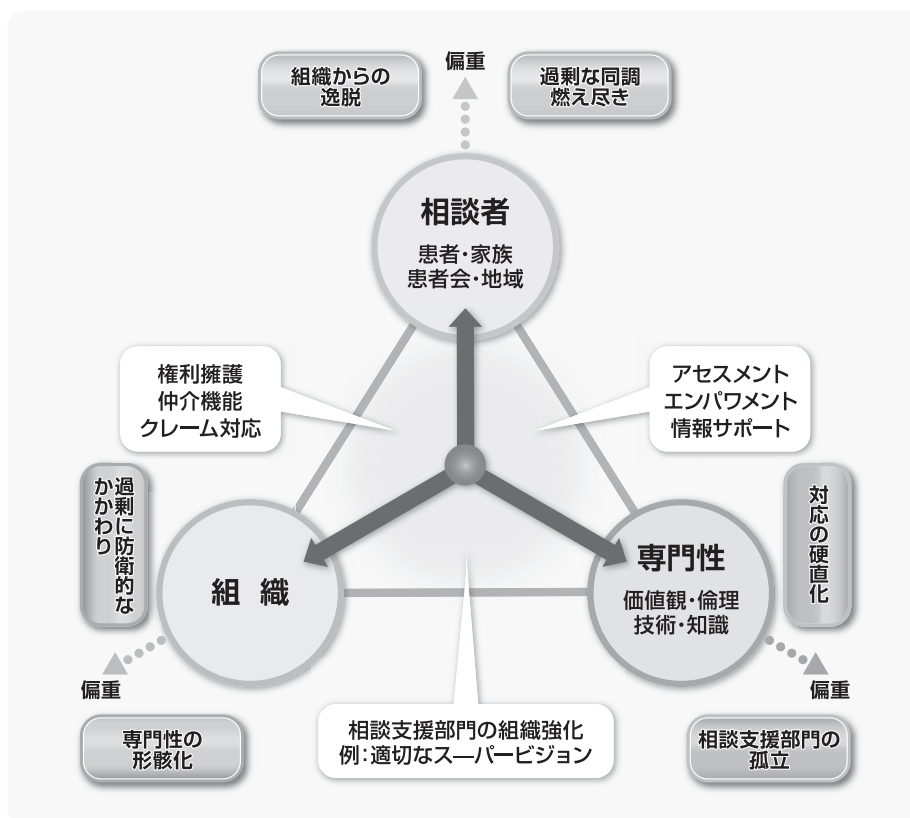 組織からの
逸脱
偏重
過剰な同調
燃え尽き
相談者
患者・家族
患者会・地域
権利擁護
仲介機能
クレーム対応
アセスメント
エンパワメント
情報サポート
過剰に防衛的な
かかわり
組 織
専門性
価値観・倫理
技術・知識
対応の硬直化
偏重
偏重
専門性の
形骸化
相談支援部門の組織強化
例:適切なス―パービジョン
相談支援部門の
孤立